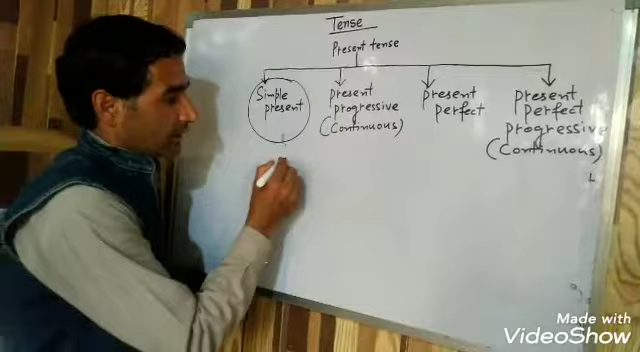 Tense
Present tense
Simple
present
present
progressive
(Continuous)
present
perfect
present
perfect
progressive
(Continuous)
Made with
VideoShow